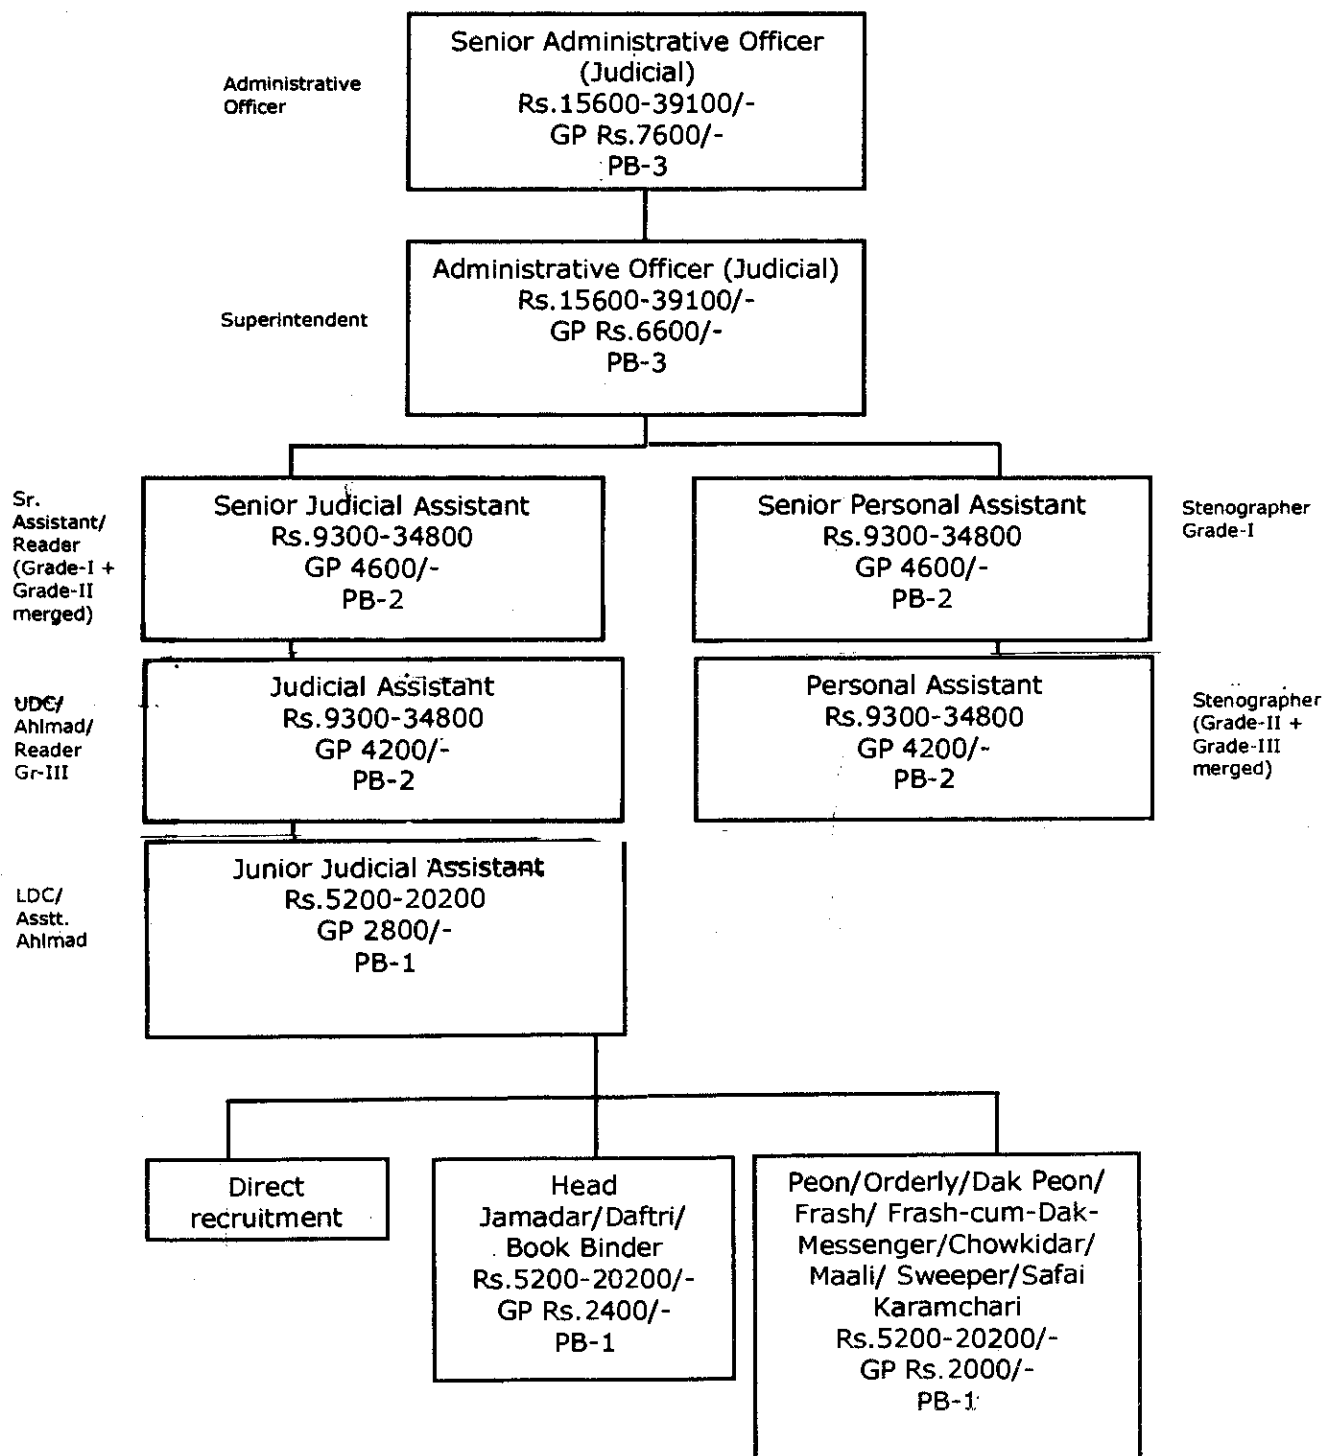 Senior Administrative Officer
(Judicial)
Rs.15600-39100/-
GP Rs.7600/-
PB-3
Administrative
Officer
Administrative Officer (Judicial)
Rs.15600-39100/-
GP Rs.6600/-
PB-3
Superintendent
Sr.
Assistant/
Reader
(Grade-I +
Grade-II
merged)
Senior Judicial Assistant
Rs.9300-34800
GP 4600/-
PB-2
Senior Personal Assistant
Rs.9300-34800
GP 4600/-
PB-2
Stenographer
Grade-I
UDC/
Ahlmad/
Reader
Gr-III
Judicial Assistant
Rs.9300-34800
GP 4200/-
PB-2
Personal Assistant
Rs.9300-34800
GP 4200/-
PB-2
Stenographer
(Grade-II +
Grade-III
merged)
LDC/
Asstt.
Ahlmad
Junior Judicial Assistant
Rs.5200-20200
GP 2800/-
PB-1
Direct
recruitment
Head
Jamadar/Daftri/
Book Binder
Rs.5200-20200/-
GP Rs.2400/-
PB-1
Peon/Orderly/Dak Peon/
Frash/ Frash-cum-Dak-
Messenger/Chowkidar/
Maali/ Sweeper/Safai
Karamchari
Rs.5200-20200/-
GP Rs.2000/-
PB-1